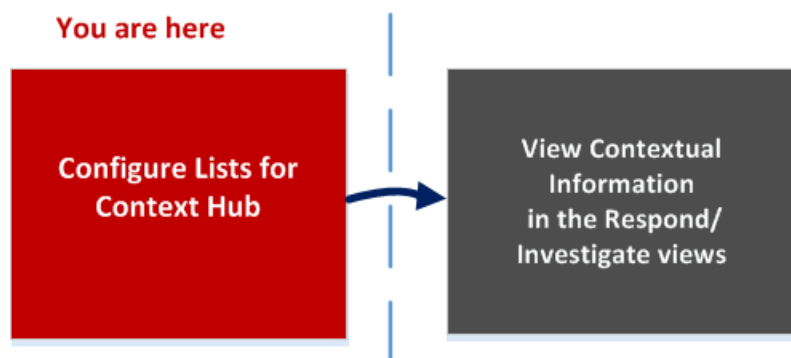 You are here
Configure Lists for
Context Hub
View Contextual
Information
in the Respond/
Investigate views